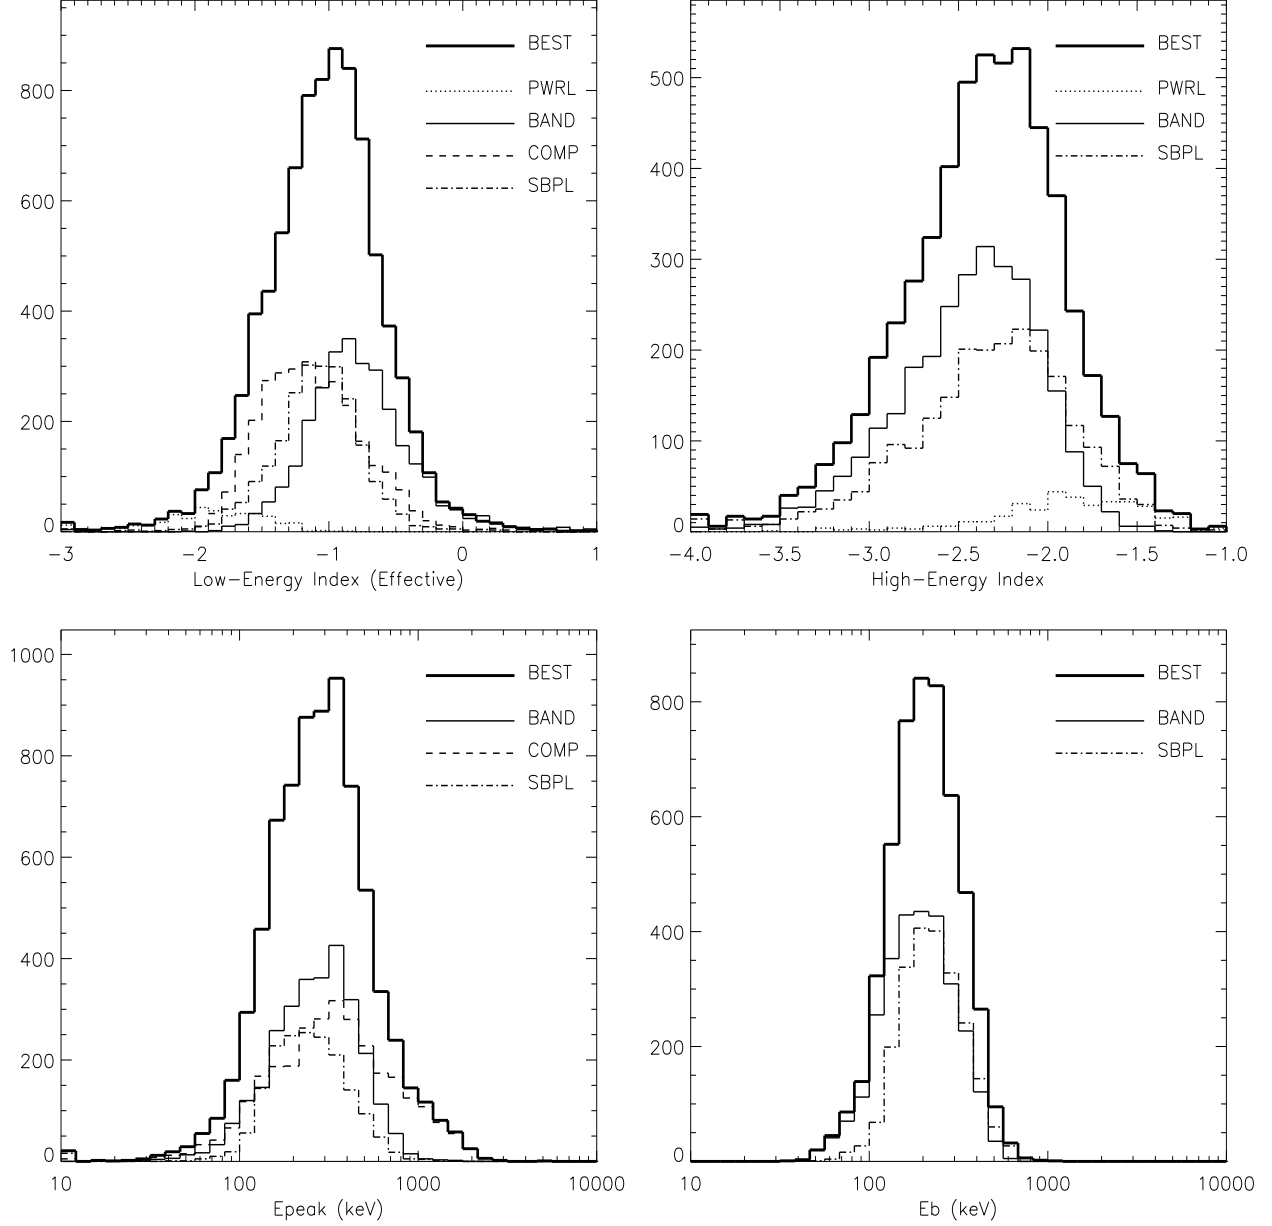 BEST
PWRL
BAND
COMP
SBPL
800
600
400
200
0
-3 -2 -1 0 1
Low-Energy Index (Effective)
BEST
PWRL
BAND
SBPL
500
400
300
200
100
0
-4.0 -3.5 -3.0 -2.5 -2.0 -1.5 -1.0
High-Energy Index
BEST
BAND
COMP
SBPL
1000
800
600
400
200
0
10 100 1000 10000
Epeak (keV)
BEST
BAND
SBPL
800
600
400
200
0
10 100 1000 10000
Eb (keV)